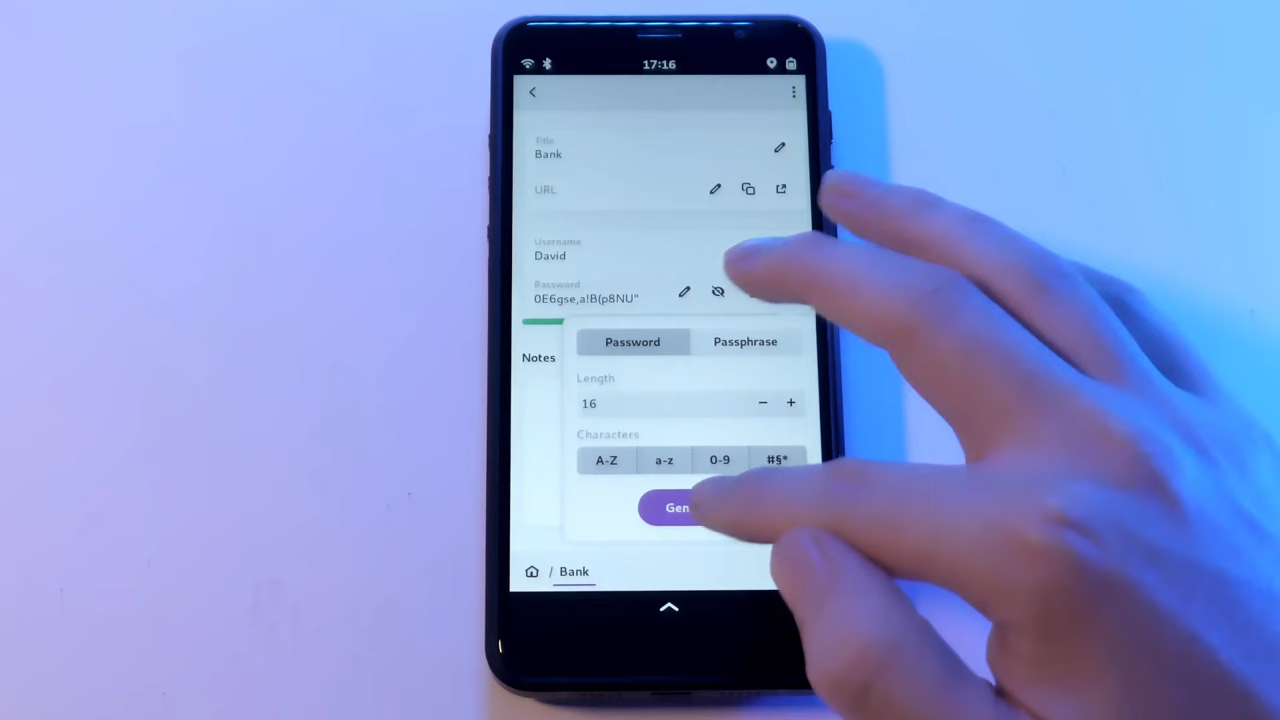 17:16
Title
Bank
URL
Username
David
Password
0E6gse,a!B(p8NU"
Password Passphrase
Notes
Length
16 − +
Characters
A-Z a-z 0-9 #§*
Gen
/ Bank